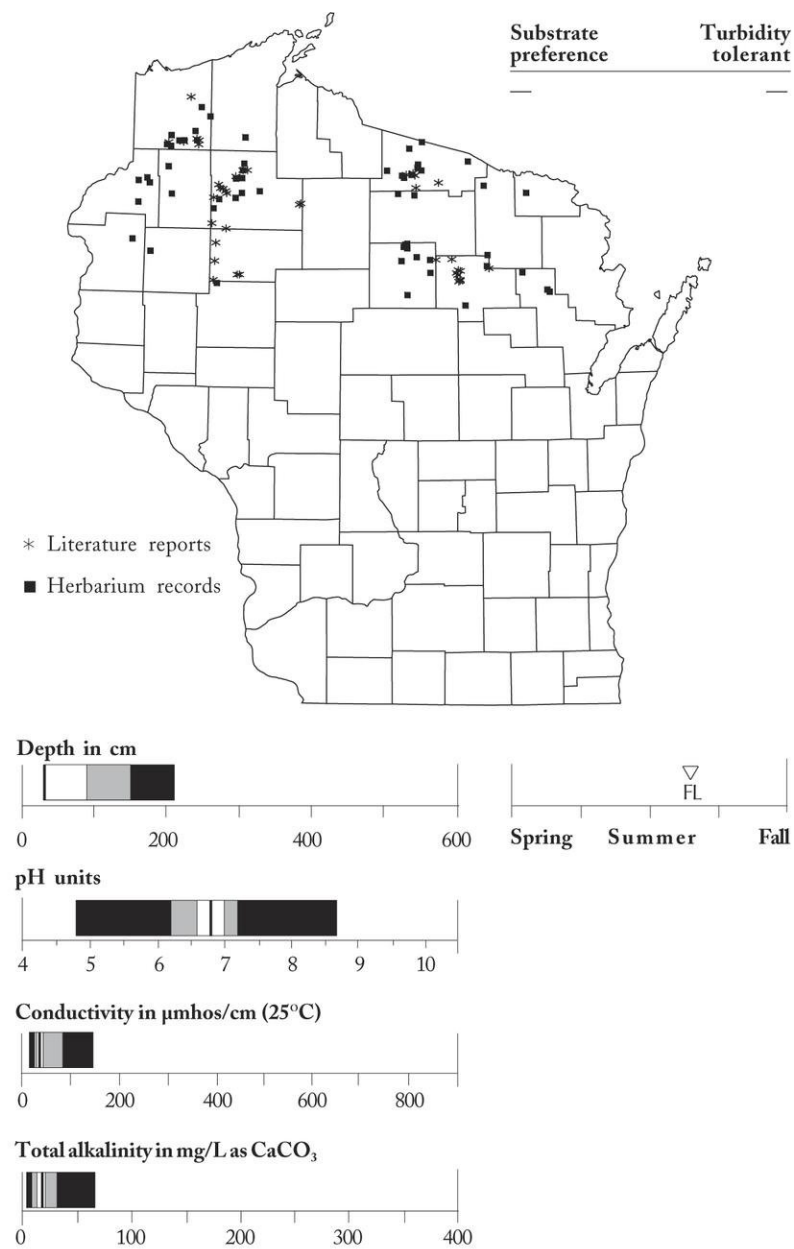 Substrate preference
Turbidity tolerant
— —
* Literature reports
■ Herbarium records
Depth in cm
0 200 400 600
FL
Spring Summer Fall
pH units
4 5 6 7 8 9 10
Conductivity in µmhos/cm (25°C)
0 200 400 600 800
Total alkalinity in mg/L as CaCO₃
0 100 200 300 400